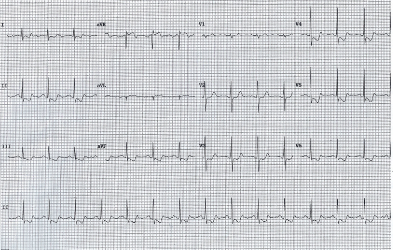 I aVR V1 V4
II aVL V2 V5
III aVF V3 V6
II